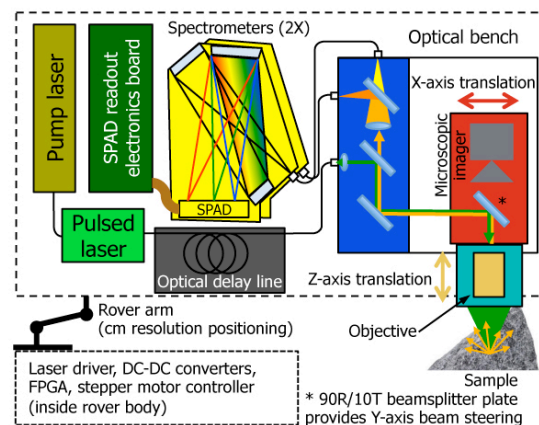 Spectrometers (2X)
Optical bench
Pump laser
SPAD readout
electronics board
X-axis translation
Microscopic
imager
*
SPAD
Pulsed
laser
Optical delay line
Z-axis translation
Rover arm
(cm resolution positioning)
Objective
Laser driver, DC-DC converters,
FPGA, stepper motor controller
(inside rover body)
Sample
* 90R/10T beamsplitter plate
provides Y-axis beam steering